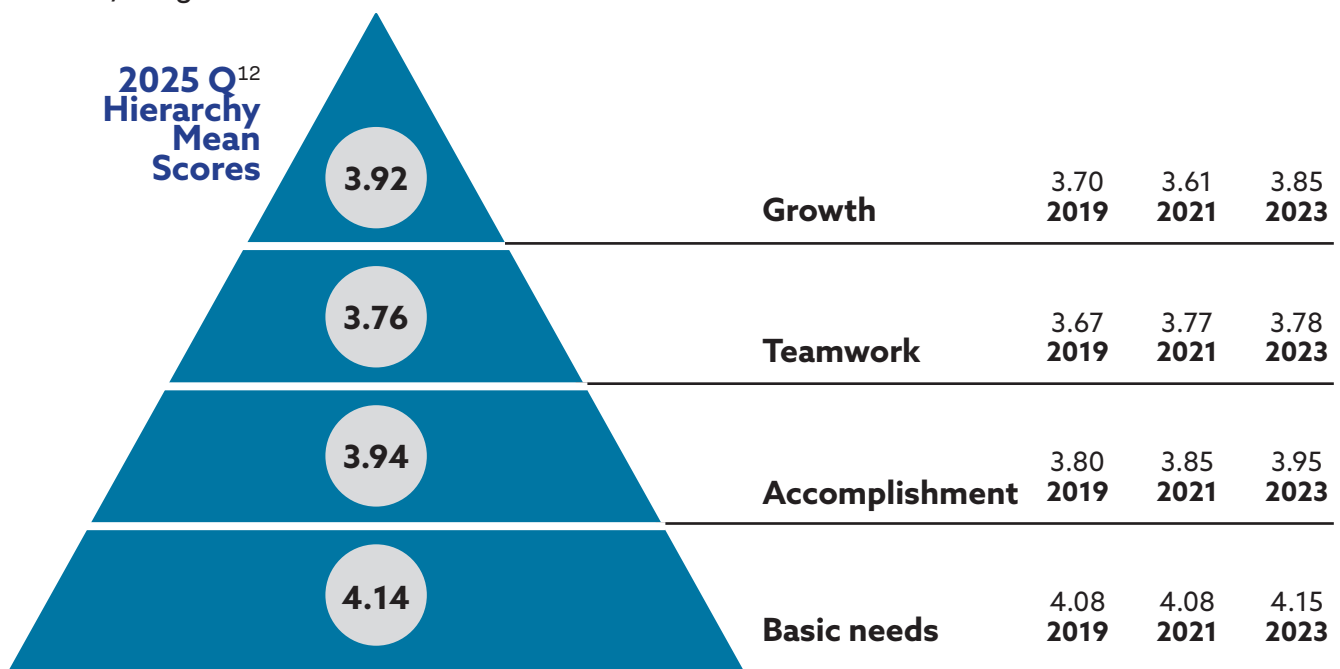 2025 Q12
Hierarchy
Mean
Scores
3.92
Growth
3.70 3.61 3.85
2019 2021 2023
3.76
Teamwork
3.67 3.77 3.78
2019 2021 2023
3.94
Accomplishment
3.80 3.85 3.95
2019 2021 2023
4.14
Basic needs
4.08 4.08 4.15
2019 2021 2023